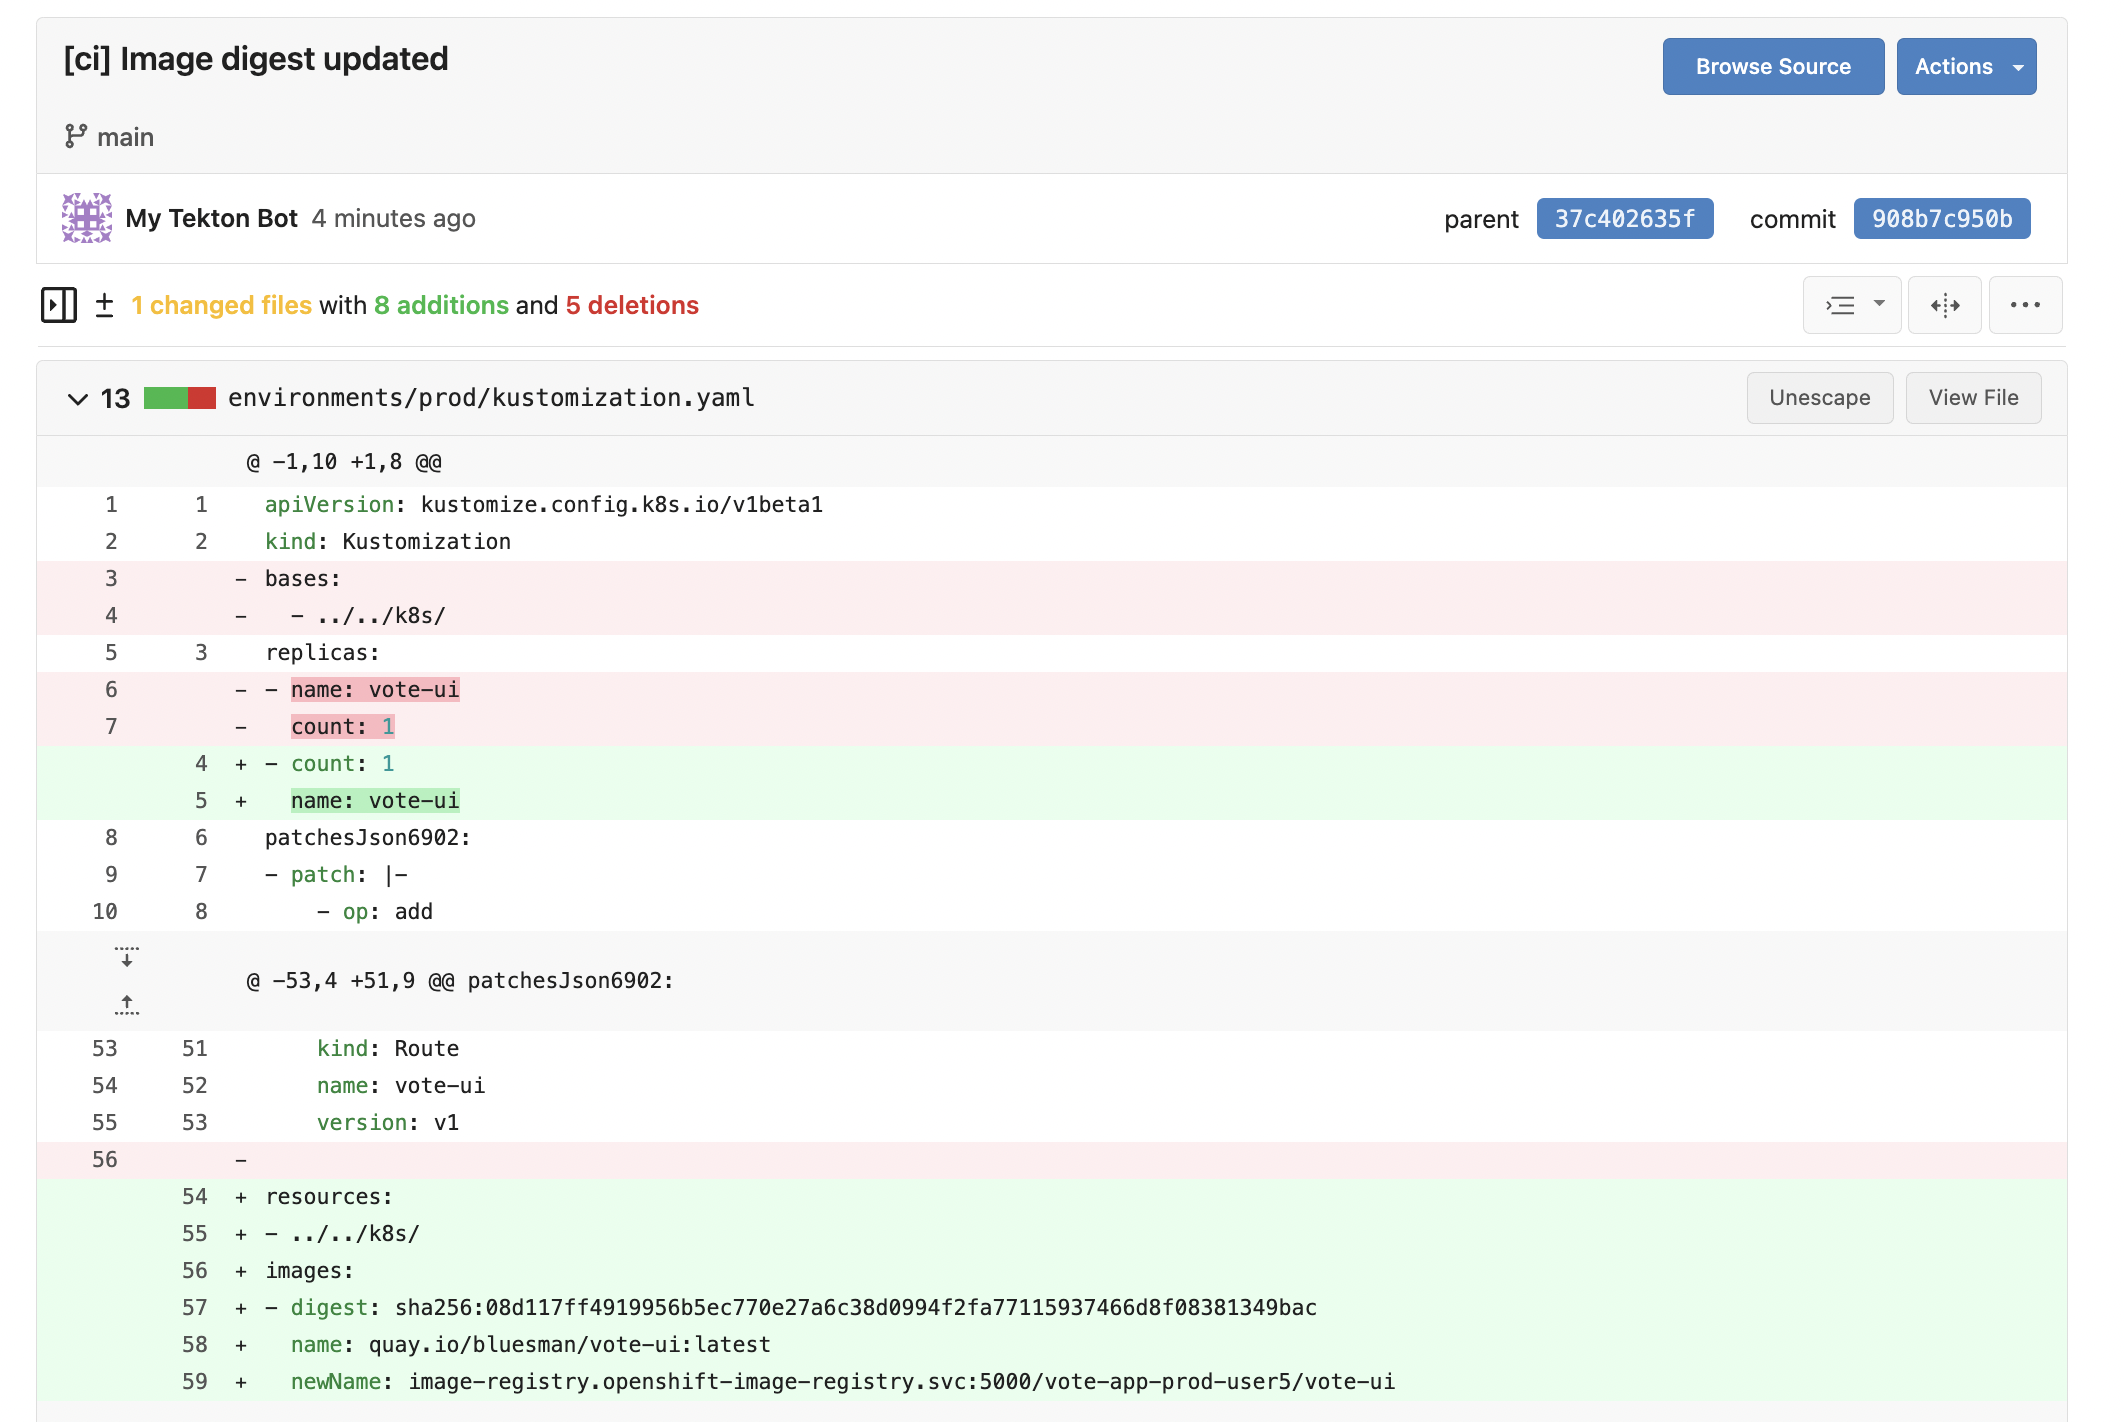 [ci] Image digest updated
Browse Source
Actions
main
My Tekton Bot 4 minutes ago
parent 37c402635f commit 908b7c950b
1 changed files with 8 additions and 5 deletions
13 environments/prod/kustomization.yaml
Unescape
View File
@ -1,10 +1,8 @@
1 1 apiVersion: kustomize.config.k8s.io/v1beta1
2 2 kind: Kustomization
3 - bases:
4 -   - ../../k8s/
5 3 replicas:
6 - - name: vote-ui
7 -   count: 1
4 + - count: 1
5 +   name: vote-ui
8 6 patchesJson6902:
9 7 - patch: |-
10 8     - op: add
@ -53,4 +51,9 @@ patchesJson6902:
53 51     kind: Route
54 52     name: vote-ui
55 53     version: v1
56 -
54 + resources:
55 + - ../../k8s/
56 + images:
57 + - digest: sha256:08d117ff4919956b5ec770e27a6c38d0994f2fa77115937466d8f08381349bac
58 +   name: quay.io/bluesman/vote-ui:latest
59 +   newName: image-registry.openshift-image-registry.svc:5000/vote-app-prod-user5/vote-ui